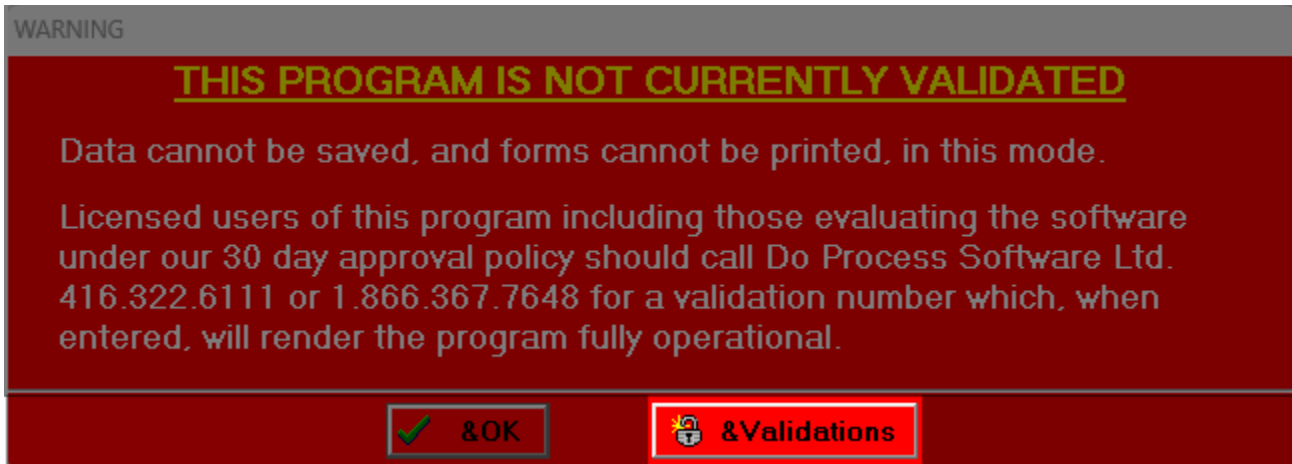 WARNING
THIS PROGRAM IS NOT CURRENTLY VALIDATED
Data cannot be saved, and forms cannot be printed, in this mode.
Licensed users of this program including those evaluating the software
under our 30 day approval policy should call Do Process Software Ltd.
416.322.6111 or 1.866.367.7648 for a validation number which, when
entered, will render the program fully operational.
&OK
&Validations